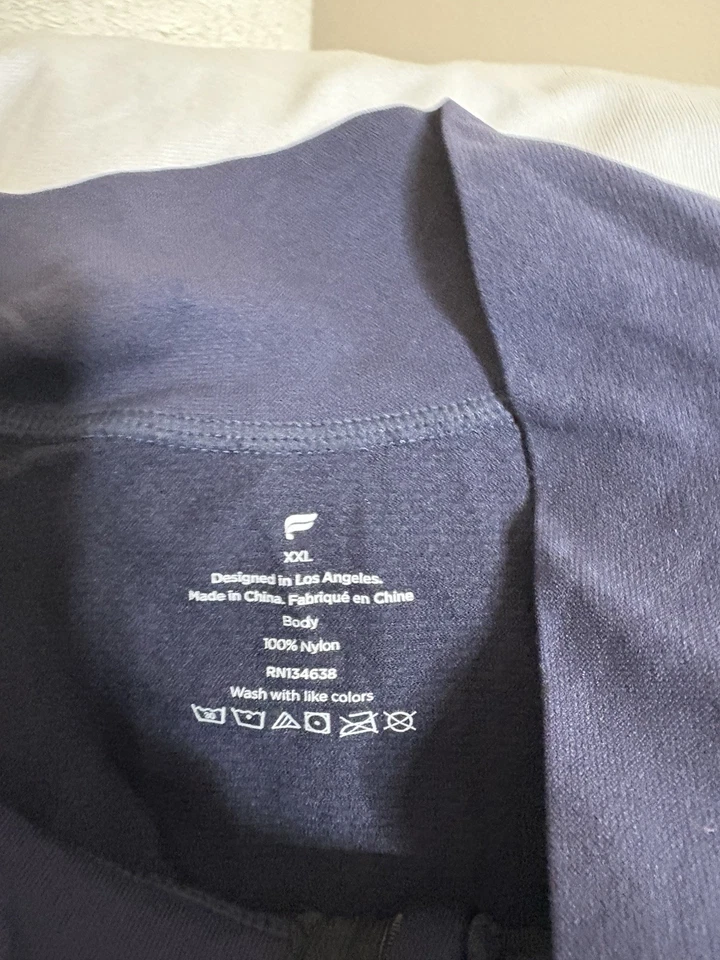 XXL
Designed in Los Angeles.
Made in China. Fabriqué en Chine
Body
100% Nylon
RN134638
Wash with like colors